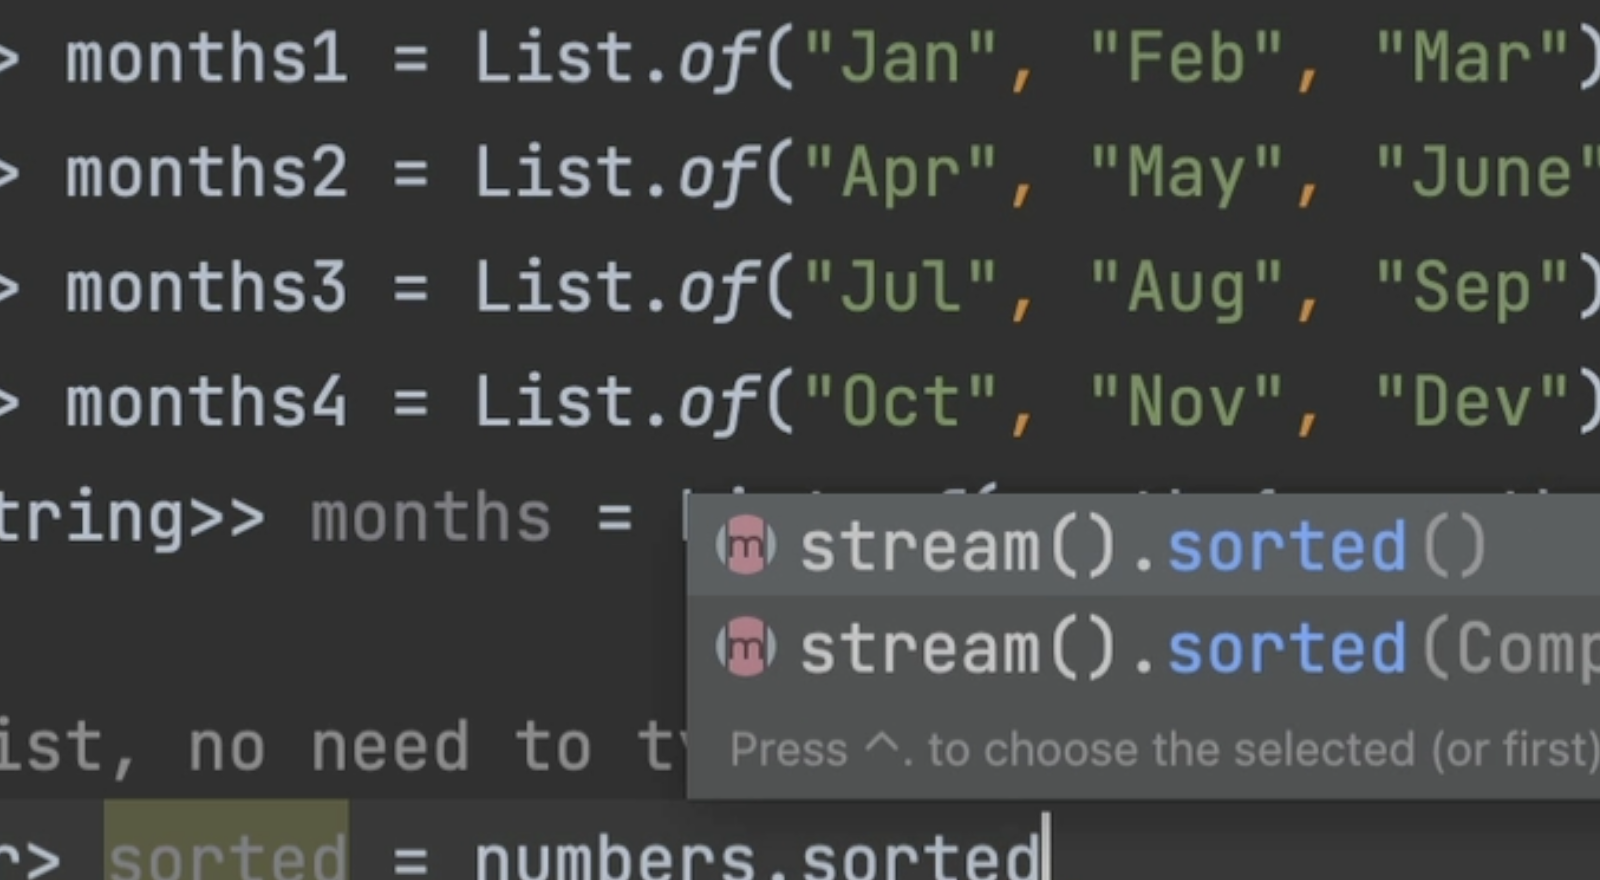 > months1 = List.of("Jan", "Feb", "Mar")
> months2 = List.of("Apr", "May", "June"
> months3 = List.of("Jul", "Aug", "Sep")
> months4 = List.of("Oct", "Nov", "Dev")
tring>> months =
m stream().sorted()
m stream().sorted(Comp
ist, no need to
Press ^. to choose the selected (or first)
r> sorted = numbers.sorted